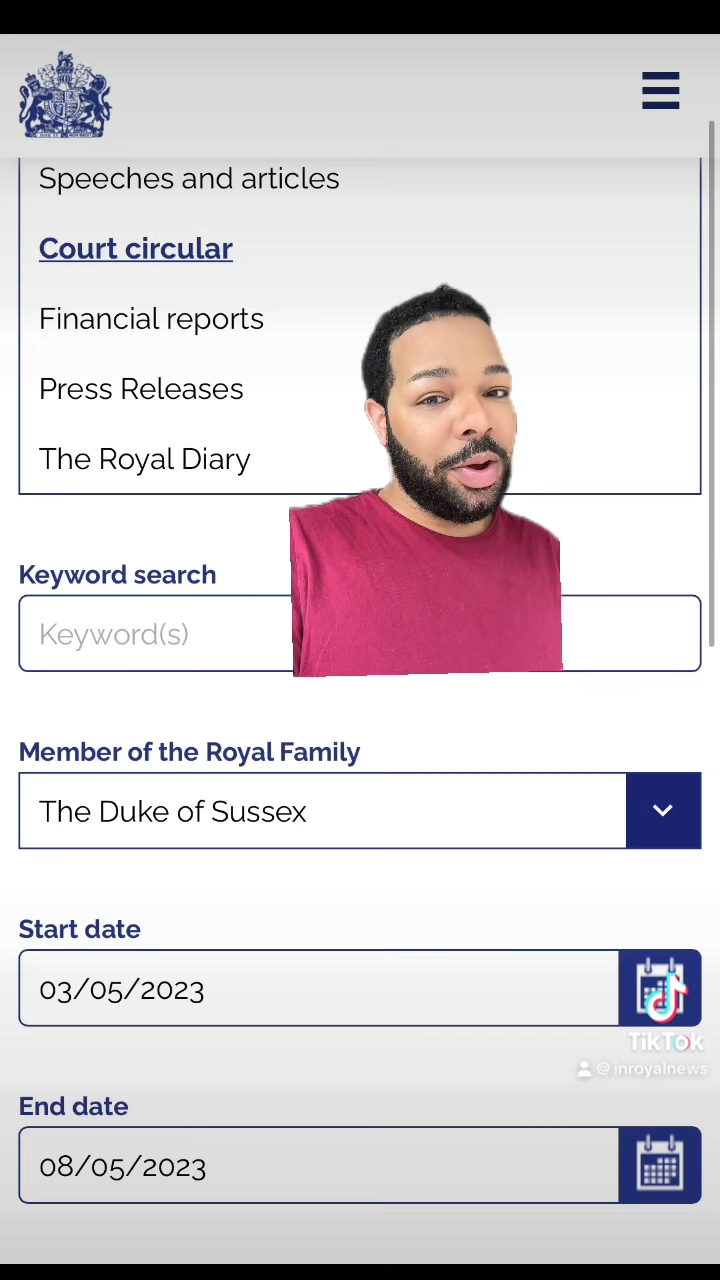 Speeches and articles
Court circular
Financial reports
Press Releases
The Royal Diary
Keyword search
Keyword(s)
Member of the Royal Family
The Duke of Sussex
Start date
03/05/2023
TikTok
@inroyalnews
End date
08/05/2023